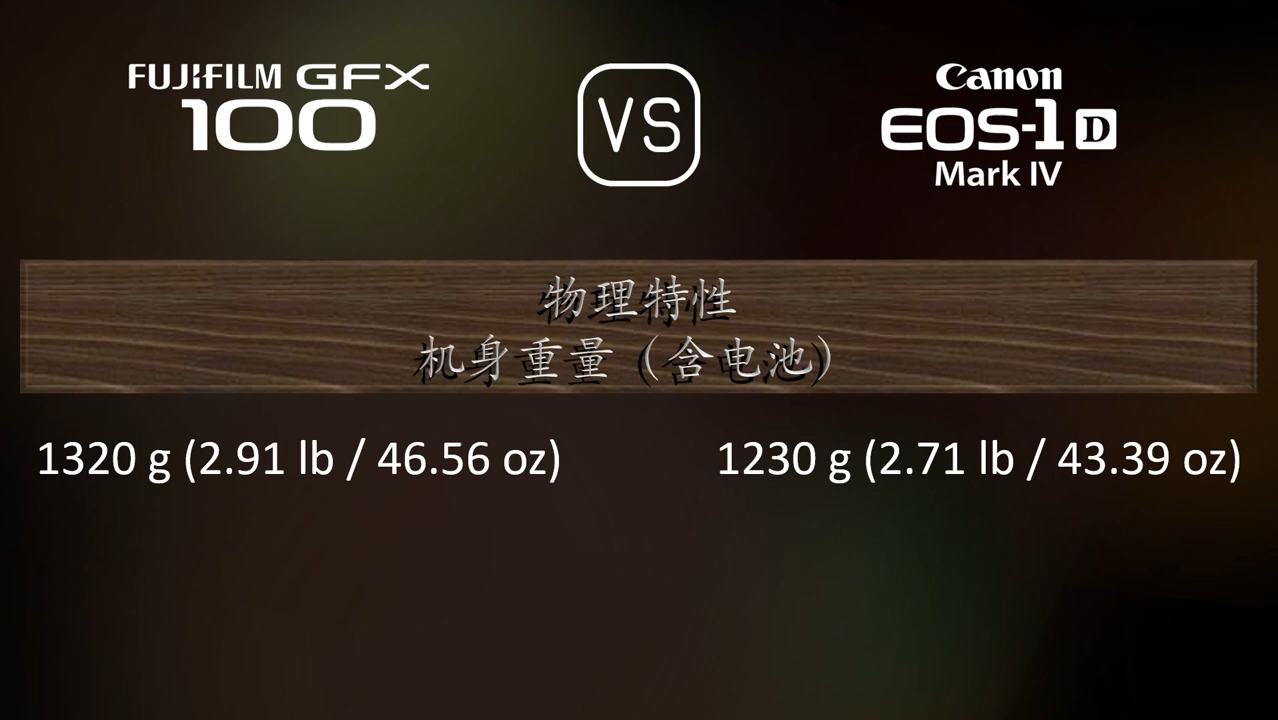 FUJIFILM GFX
100
VS
Canon
EOS-1D
Mark IV
物理特性
机身重量（含电池）
1320 g (2.91 lb / 46.56 oz)
1230 g (2.71 lb / 43.39 oz)